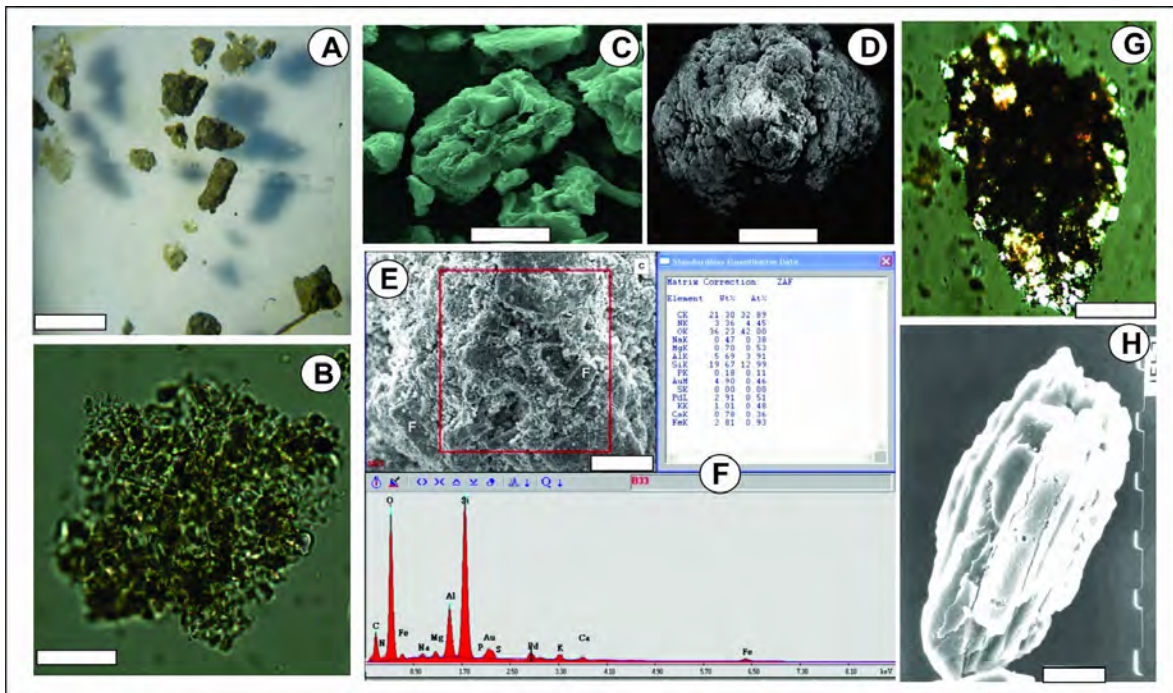 A
B
C
D
E
F
F
c
Matrix Correction ZAF
Element Wt% At%
CK 21 30 32 89
NK 3 36 4 45
OK 36 23 42 00
NaK 0 47 0 38
MgK 0 70 0 53
AlK 5 69 3 91
SiK 19 67 12 99
PK 0 18 0 11
AuM 4 90 0 46
SK 0 00 0 00
PdL 2 91 0 51
KK 1 01 0 48
CaK 0 78 0 36
FeK 2 81 0 93
F
B33
C N O Fe Na Mg Al Si P Au S Pd K Ca Fe
0.90 1.70 2.50 3.30 4.10 4.90 5.70 6.50 7.30 8.10 keV
G
H